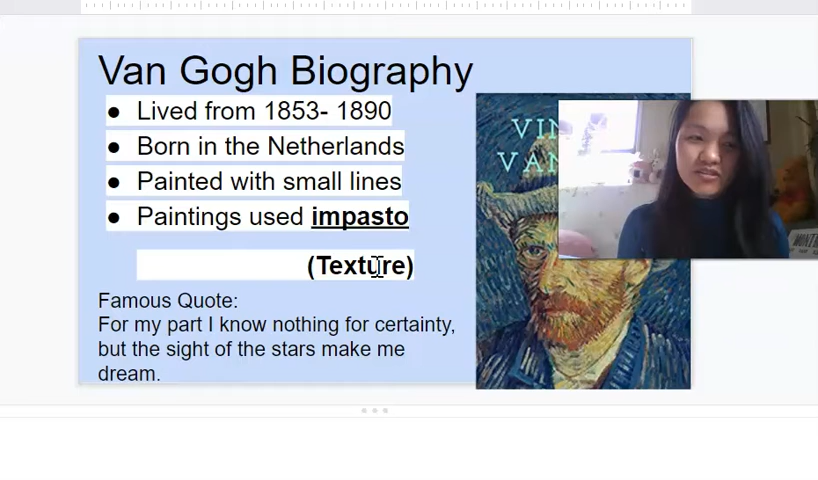 Van Gogh Biography
● Lived from 1853- 1890
● Born in the Netherlands
● Painted with small lines
● Paintings used impasto
(Texture)
Famous Quote:
For my part I know nothing for certainty,
but the sight of the stars make me
dream.